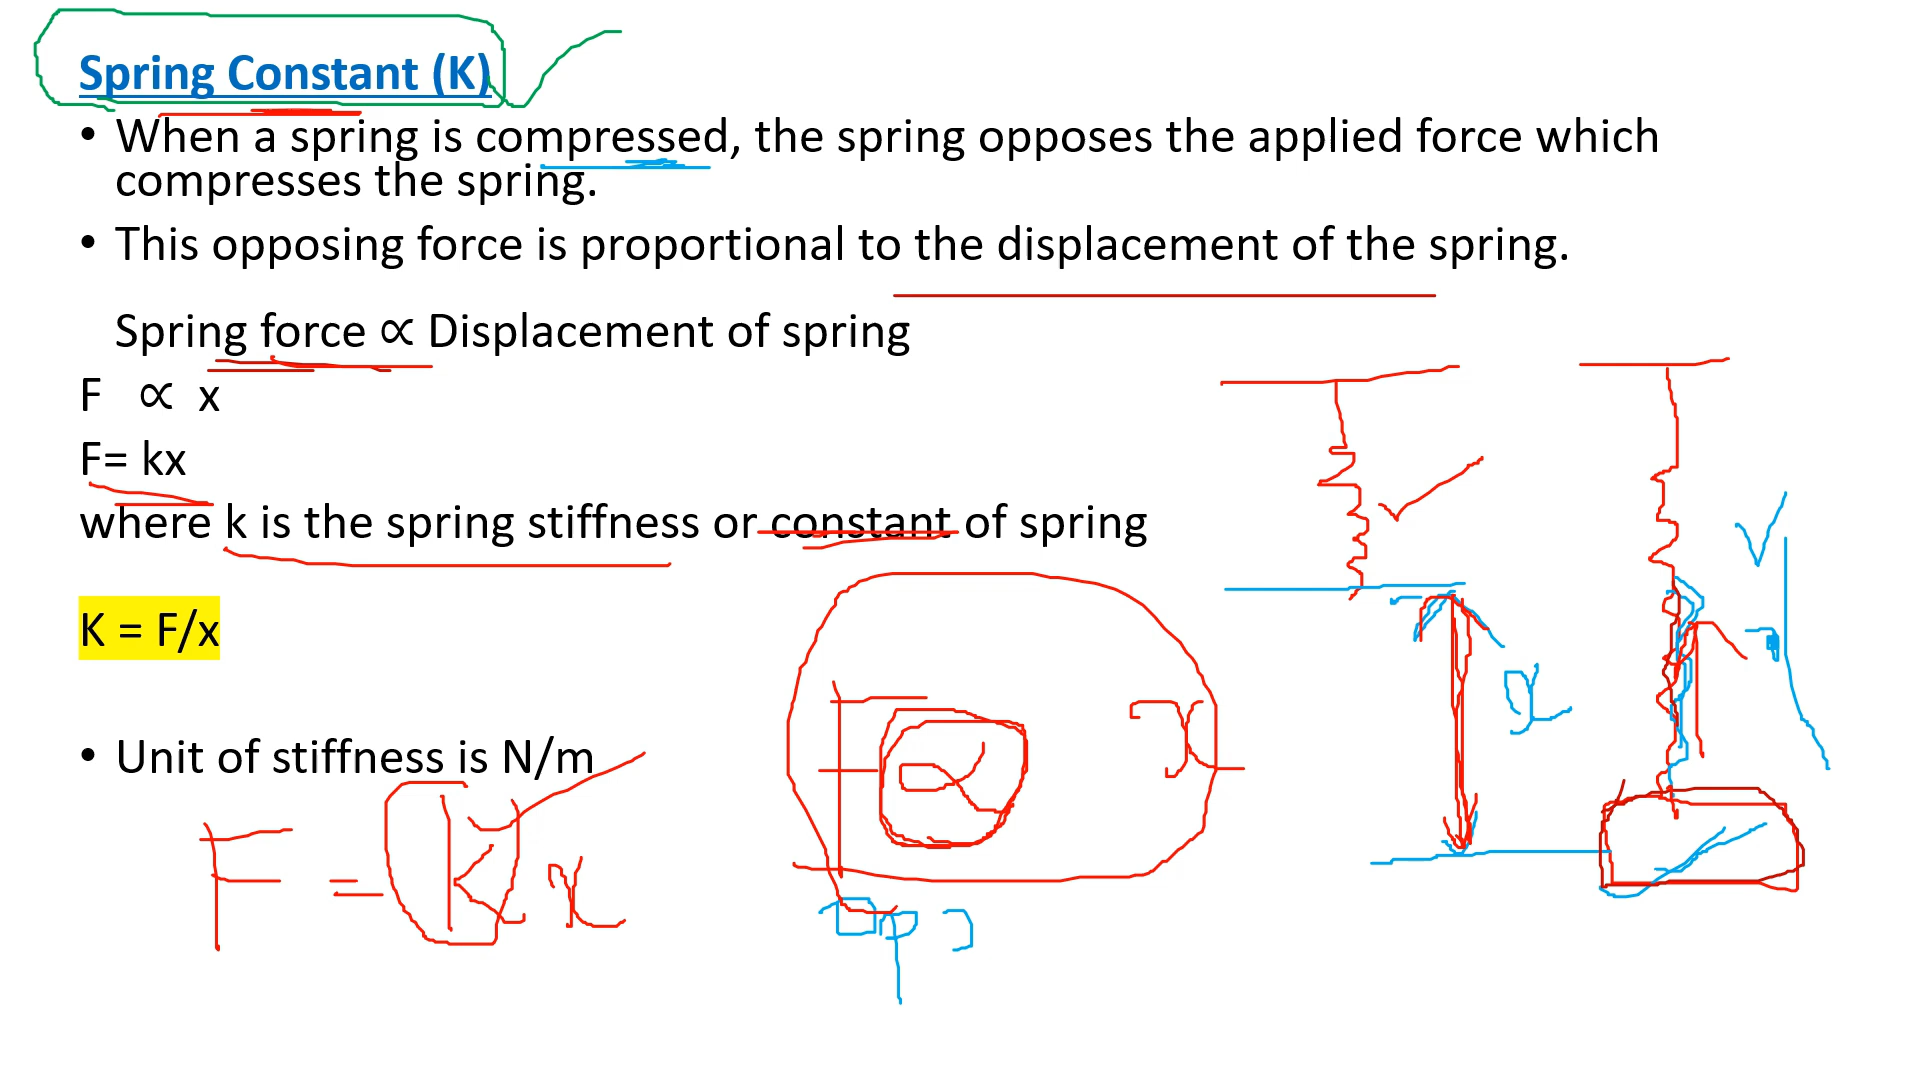 Spring Constant (K)
• When a spring is compressed, the spring opposes the applied force which
compresses the spring.
• This opposing force is proportional to the displacement of the spring.
Spring force ∝ Displacement of spring
F ∝ x
F= kx
where k is the spring stiffness or constant of spring
K = F/x
• Unit of stiffness is N/m
F ∝ x
x
F = K x